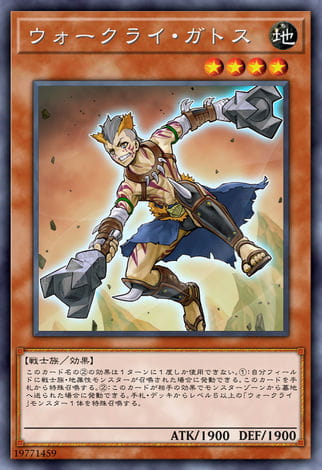 ウォークライ・ガトス
地
【戦士族／効果】
このカード名の②の効果は１ターンに１度しか使用できない。①：自分フィー
ルドに戦士族・地属性モンスターが召喚された場合に発動できる。このカードを手
札から特殊召喚する。②：このカードが相手の効果でモンスターゾーンから墓
地へ送られた場合に発動できる。手札・デッキからレベル５以上の「ウォークライ」
モンスター１体を特殊召喚する。
ATK/1900 DEF/1900
19771459